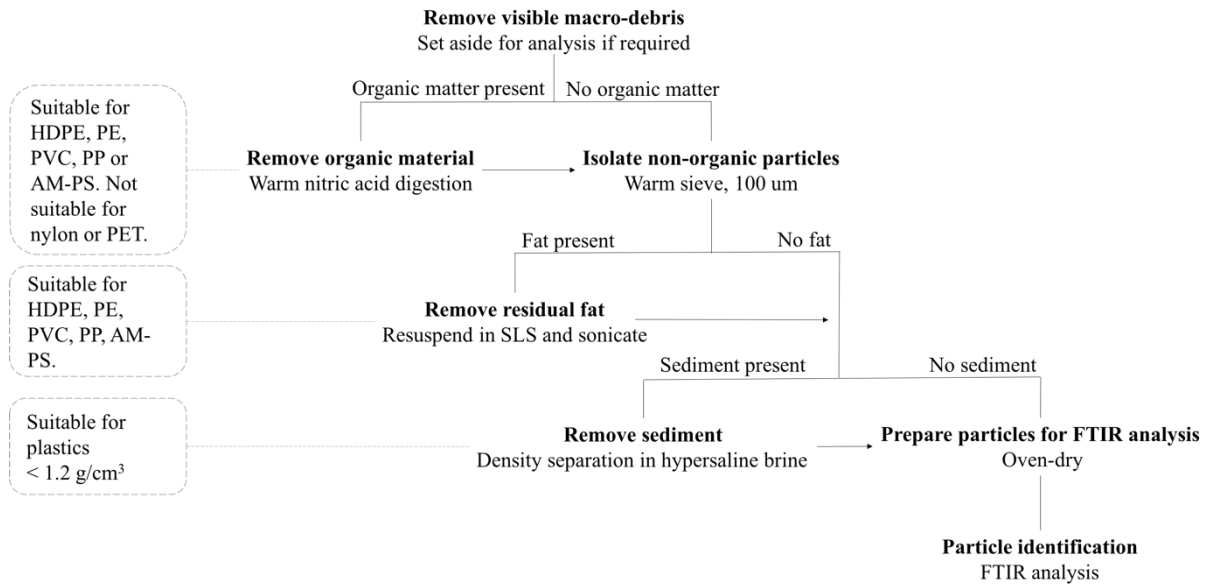 Remove visible macro-debris
Set aside for analysis if required
Organic matter present
No organic matter
Suitable for
HDPE, PE,
PVC, PP or
AM-PS. Not
suitable for
nylon or PET.
Remove organic material
Warm nitric acid digestion
Isolate non-organic particles
Warm sieve, 100 um
Fat present
No fat
Suitable for
HDPE, PE,
PVC, PP, AM-
PS.
Remove residual fat
Resuspend in SLS and sonicate
Sediment present
No sediment
Suitable for
plastics
< 1.2 g/cm³
Remove sediment
Density separation in hypersaline brine
Prepare particles for FTIR analysis
Oven-dry
Particle identification
FTIR analysis